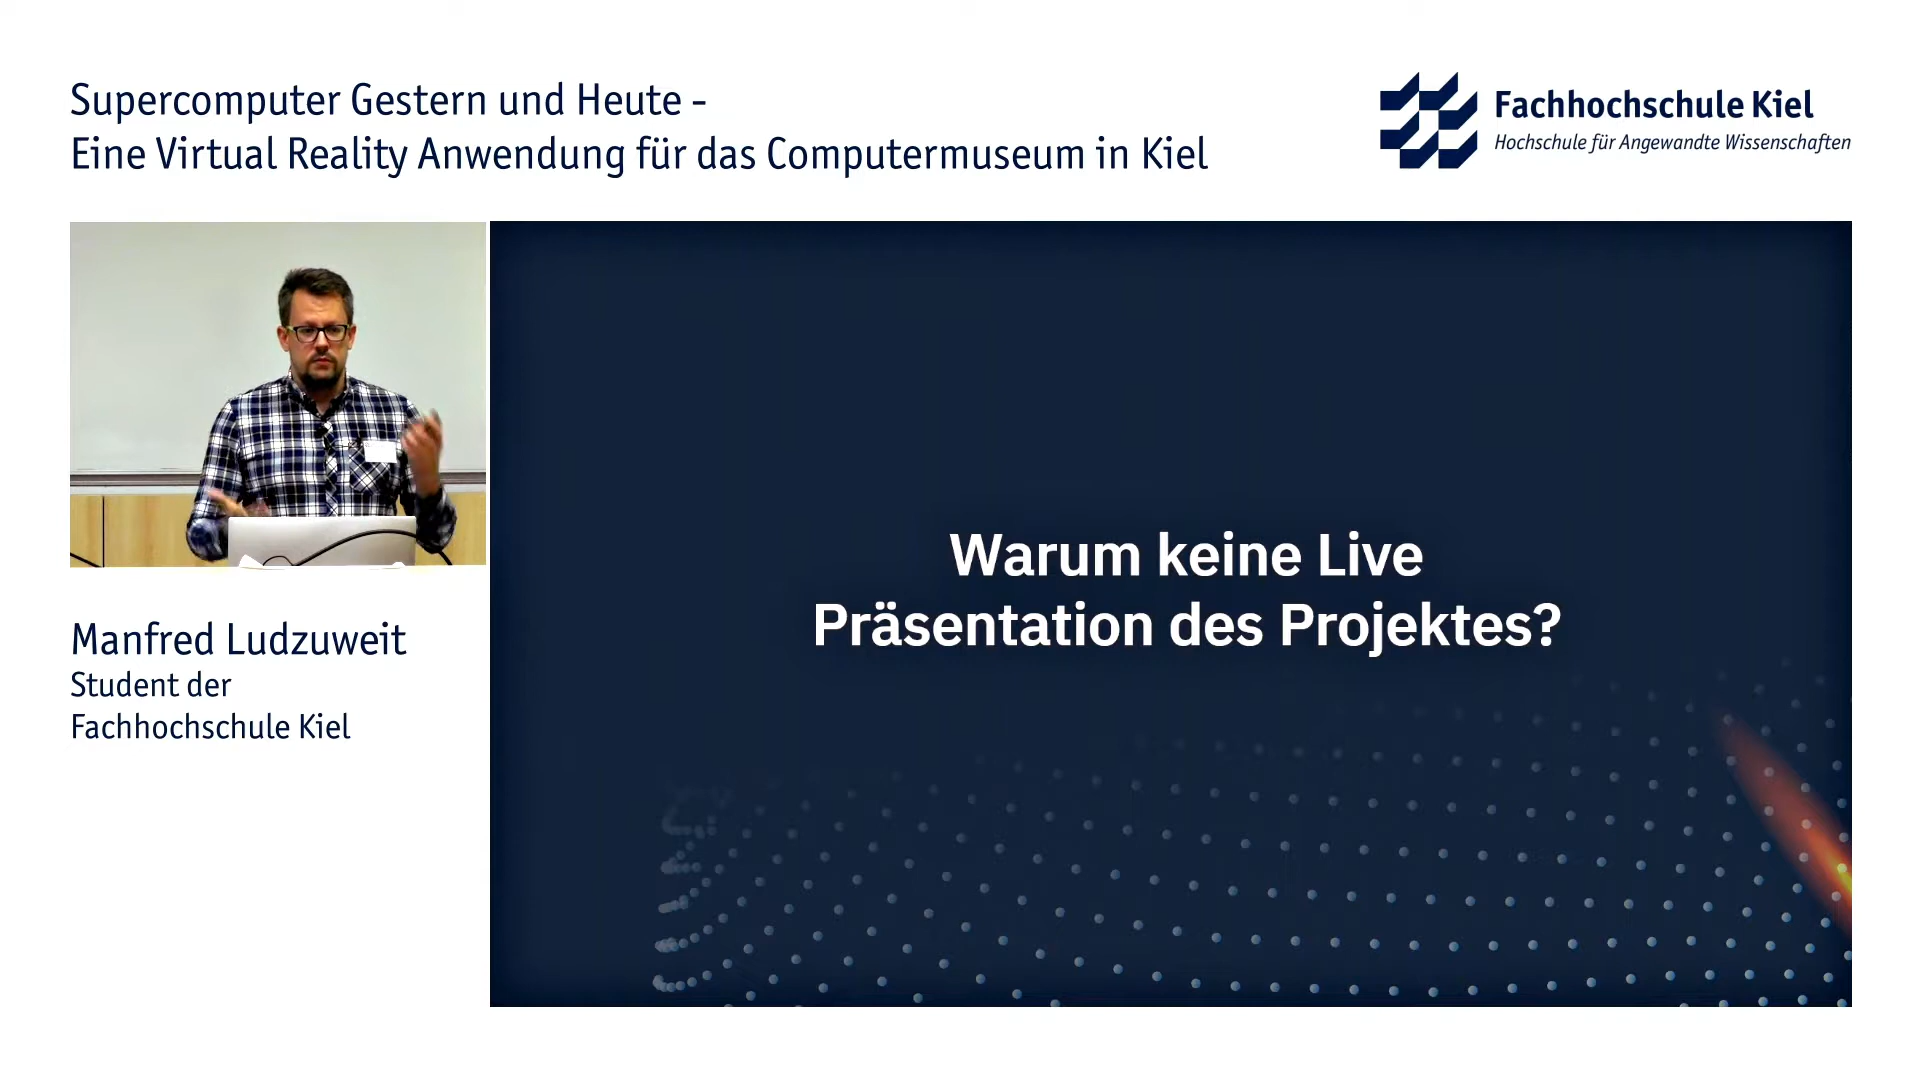 Supercomputer Gestern und Heute -
Eine Virtual Reality Anwendung für das Computermuseum in Kiel
Fachhochschule Kiel
Hochschule für Angewandte Wissenschaften
Warum keine Live
Präsentation des Projektes?
Manfred Ludzuweit
Student der
Fachhochschule Kiel